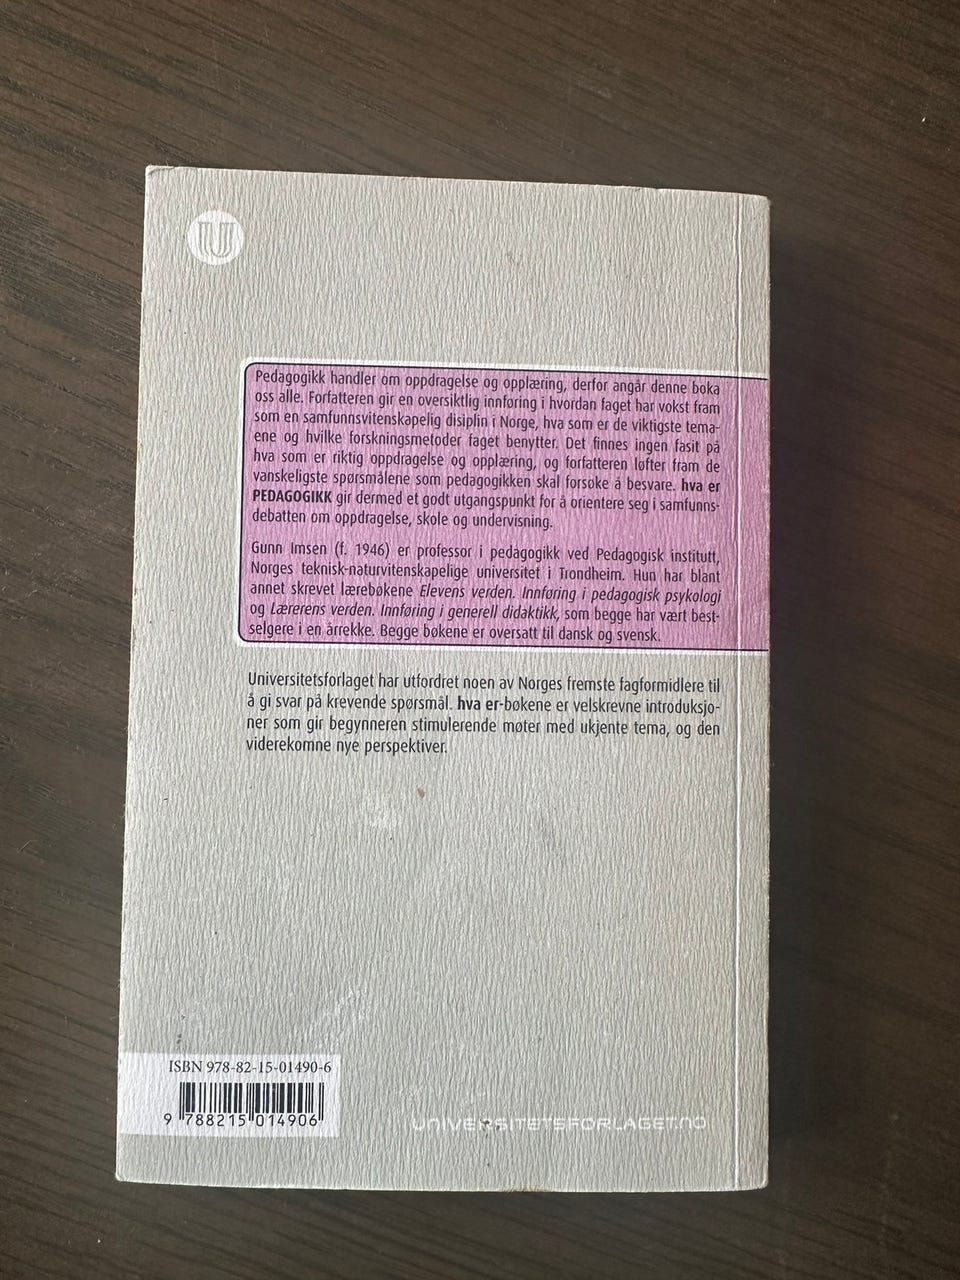 U
Pedagogikk handler om oppdragelse og opplæring, derfor angår denne boka
oss alle. Forfatteren gir en oversiktlig innføring i hvordan faget har vokst fram
som en samfunnsvitenskapelig disiplin i Norge, hva som er de viktigste tema-
ene og hvilke forskningsmetoder faget benytter. Det finnes ingen fasit på
hva som er riktig oppdragelse og opplæring, og forfatteren løfter fram de
vanskeligste spørsmålene som pedagogikken skal forsøke å besvare. hva er
PEDAGOGIKK gir dermed et godt utgangspunkt for å orientere seg i samfunns-
debatten om oppdragelse, skole og undervisning.
Gunn Imsen (f. 1946) er professor i pedagogikk ved Pedagogisk institutt,
Norges teknisk-naturvitenskapelige universitet i Trondheim. Hun har blant
annet skrevet lærebøkene Elevens verden. Innføring i pedagogisk psykologi
og Lærerens verden. Innføring i generell didaktikk, som begge har vært best-
selgere i en årrekke. Begge bøkene er oversatt til dansk og svensk.
Universitetsforlaget har utfordret noen av Norges fremste fagformidlere til
å gi svar på krevende spørsmål. hva er-bøkene er velskrevne introduksjo-
ner som gir begynneren stimulerende møter med ukjente tema, og den
viderekomne nye perspektiver.
ISBN 978-82-15-01490-6
9 788215 014906
UNIVERSITETSFORLAGET.NO